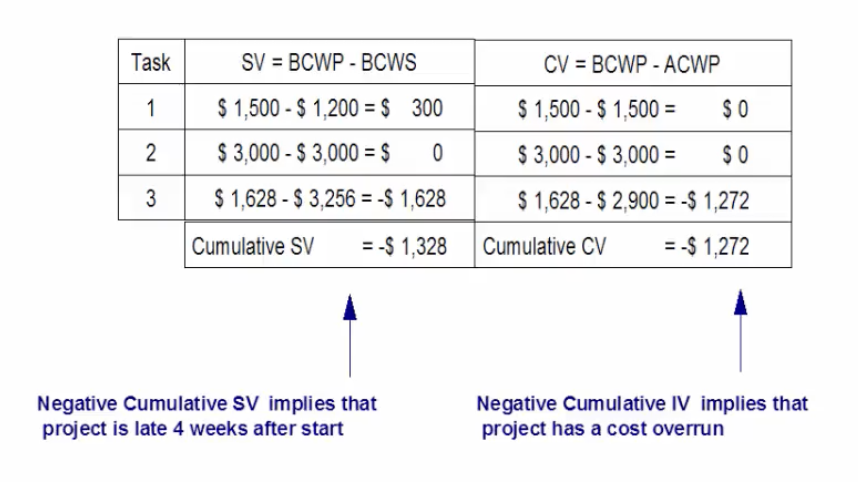 Task SV = BCWP - BCWS CV = BCWP - ACWP
1 $ 1,500 - $ 1,200 = $ 300 $ 1,500 - $ 1,500 = $ 0
2 $ 3,000 - $ 3,000 = $ 0 $ 3,000 - $ 3,000 = $ 0
3 $ 1,628 - $ 3,256 = -$ 1,628 $ 1,628 - $ 2,900 = -$ 1,272
Cumulative SV = -$ 1,328 Cumulative CV = -$ 1,272
Negative Cumulative SV implies that
project is late 4 weeks after start
Negative Cumulative IV implies that
project has a cost overrun